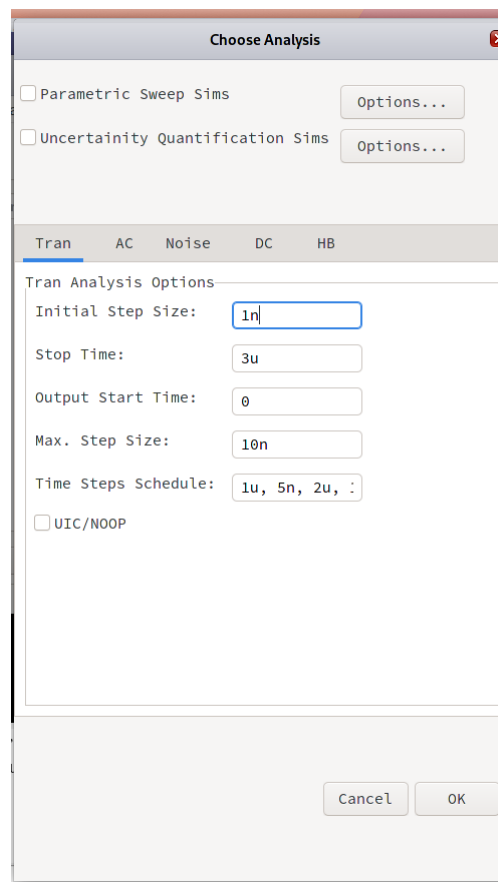 Choose Analysis
Parametric Sweep Sims
Options...
Uncertainity Quantification Sims
Options...
Tran AC Noise DC HB
Tran Analysis Options
Initial Step Size: 1n
Stop Time: 3u
Output Start Time: 0
Max. Step Size: 10n
Time Steps Schedule: 1u, 5n, 2u,
UIC/NOOP
Cancel OK